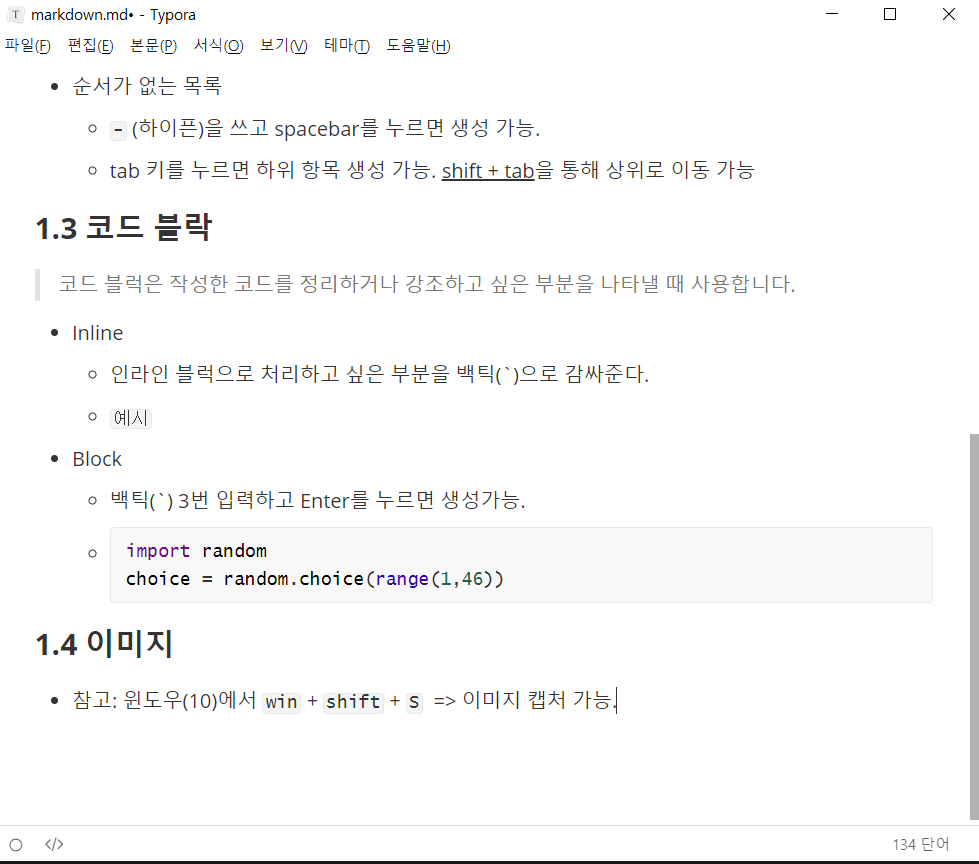 markdown.md• - Typora
파일(F) 편집(E) 본문(P) 서식(O) 보기(V) 테마(T) 도움말(H)
순서가 없는 목록
- (하이픈)을 쓰고 spacebar를 누르면 생성 가능.
tab 키를 누르면 하위 항목 생성 가능. shift + tab을 통해 상위로 이동 가능
1.3 코드 블락
코드 블럭은 작성한 코드를 정리하거나 강조하고 싶은 부분을 나타낼 때 사용합니다.
Inline
인라인 블럭으로 처리하고 싶은 부분을 백틱(`)으로 감싸준다.
예시
Block
백틱(`) 3번 입력하고 Enter를 누르면 생성가능.
import random
choice = random.choice(range(1,46))
1.4 이미지
참고: 윈도우(10)에서 win + shift + S => 이미지 캡처 가능.
</> 134 단어